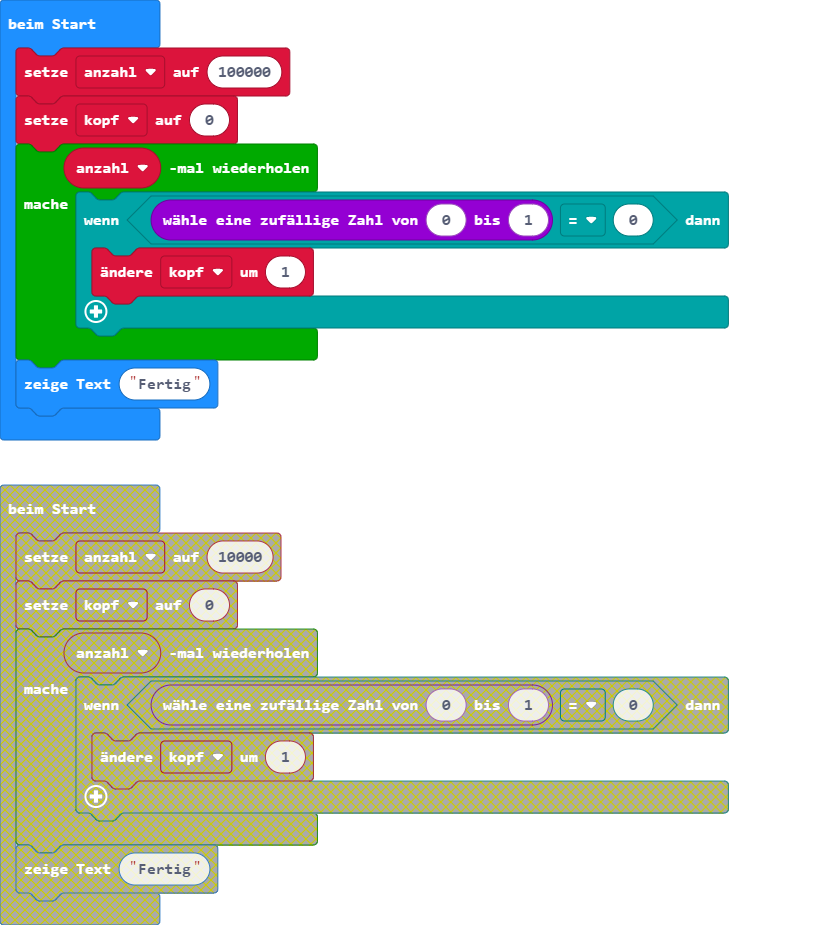 beim Start
setze anzahl auf 100000
setze kopf auf 0
anzahl -mal wiederholen
mache
wenn wähle eine zufällige Zahl von 0 bis 1 = 0 dann
ändere kopf um 1
zeige Text "Fertig"
beim Start
setze anzahl auf 10000
setze kopf auf 0
anzahl -mal wiederholen
mache
wenn wähle eine zufällige Zahl von 0 bis 1 = 0 dann
ändere kopf um 1
zeige Text "Fertig"